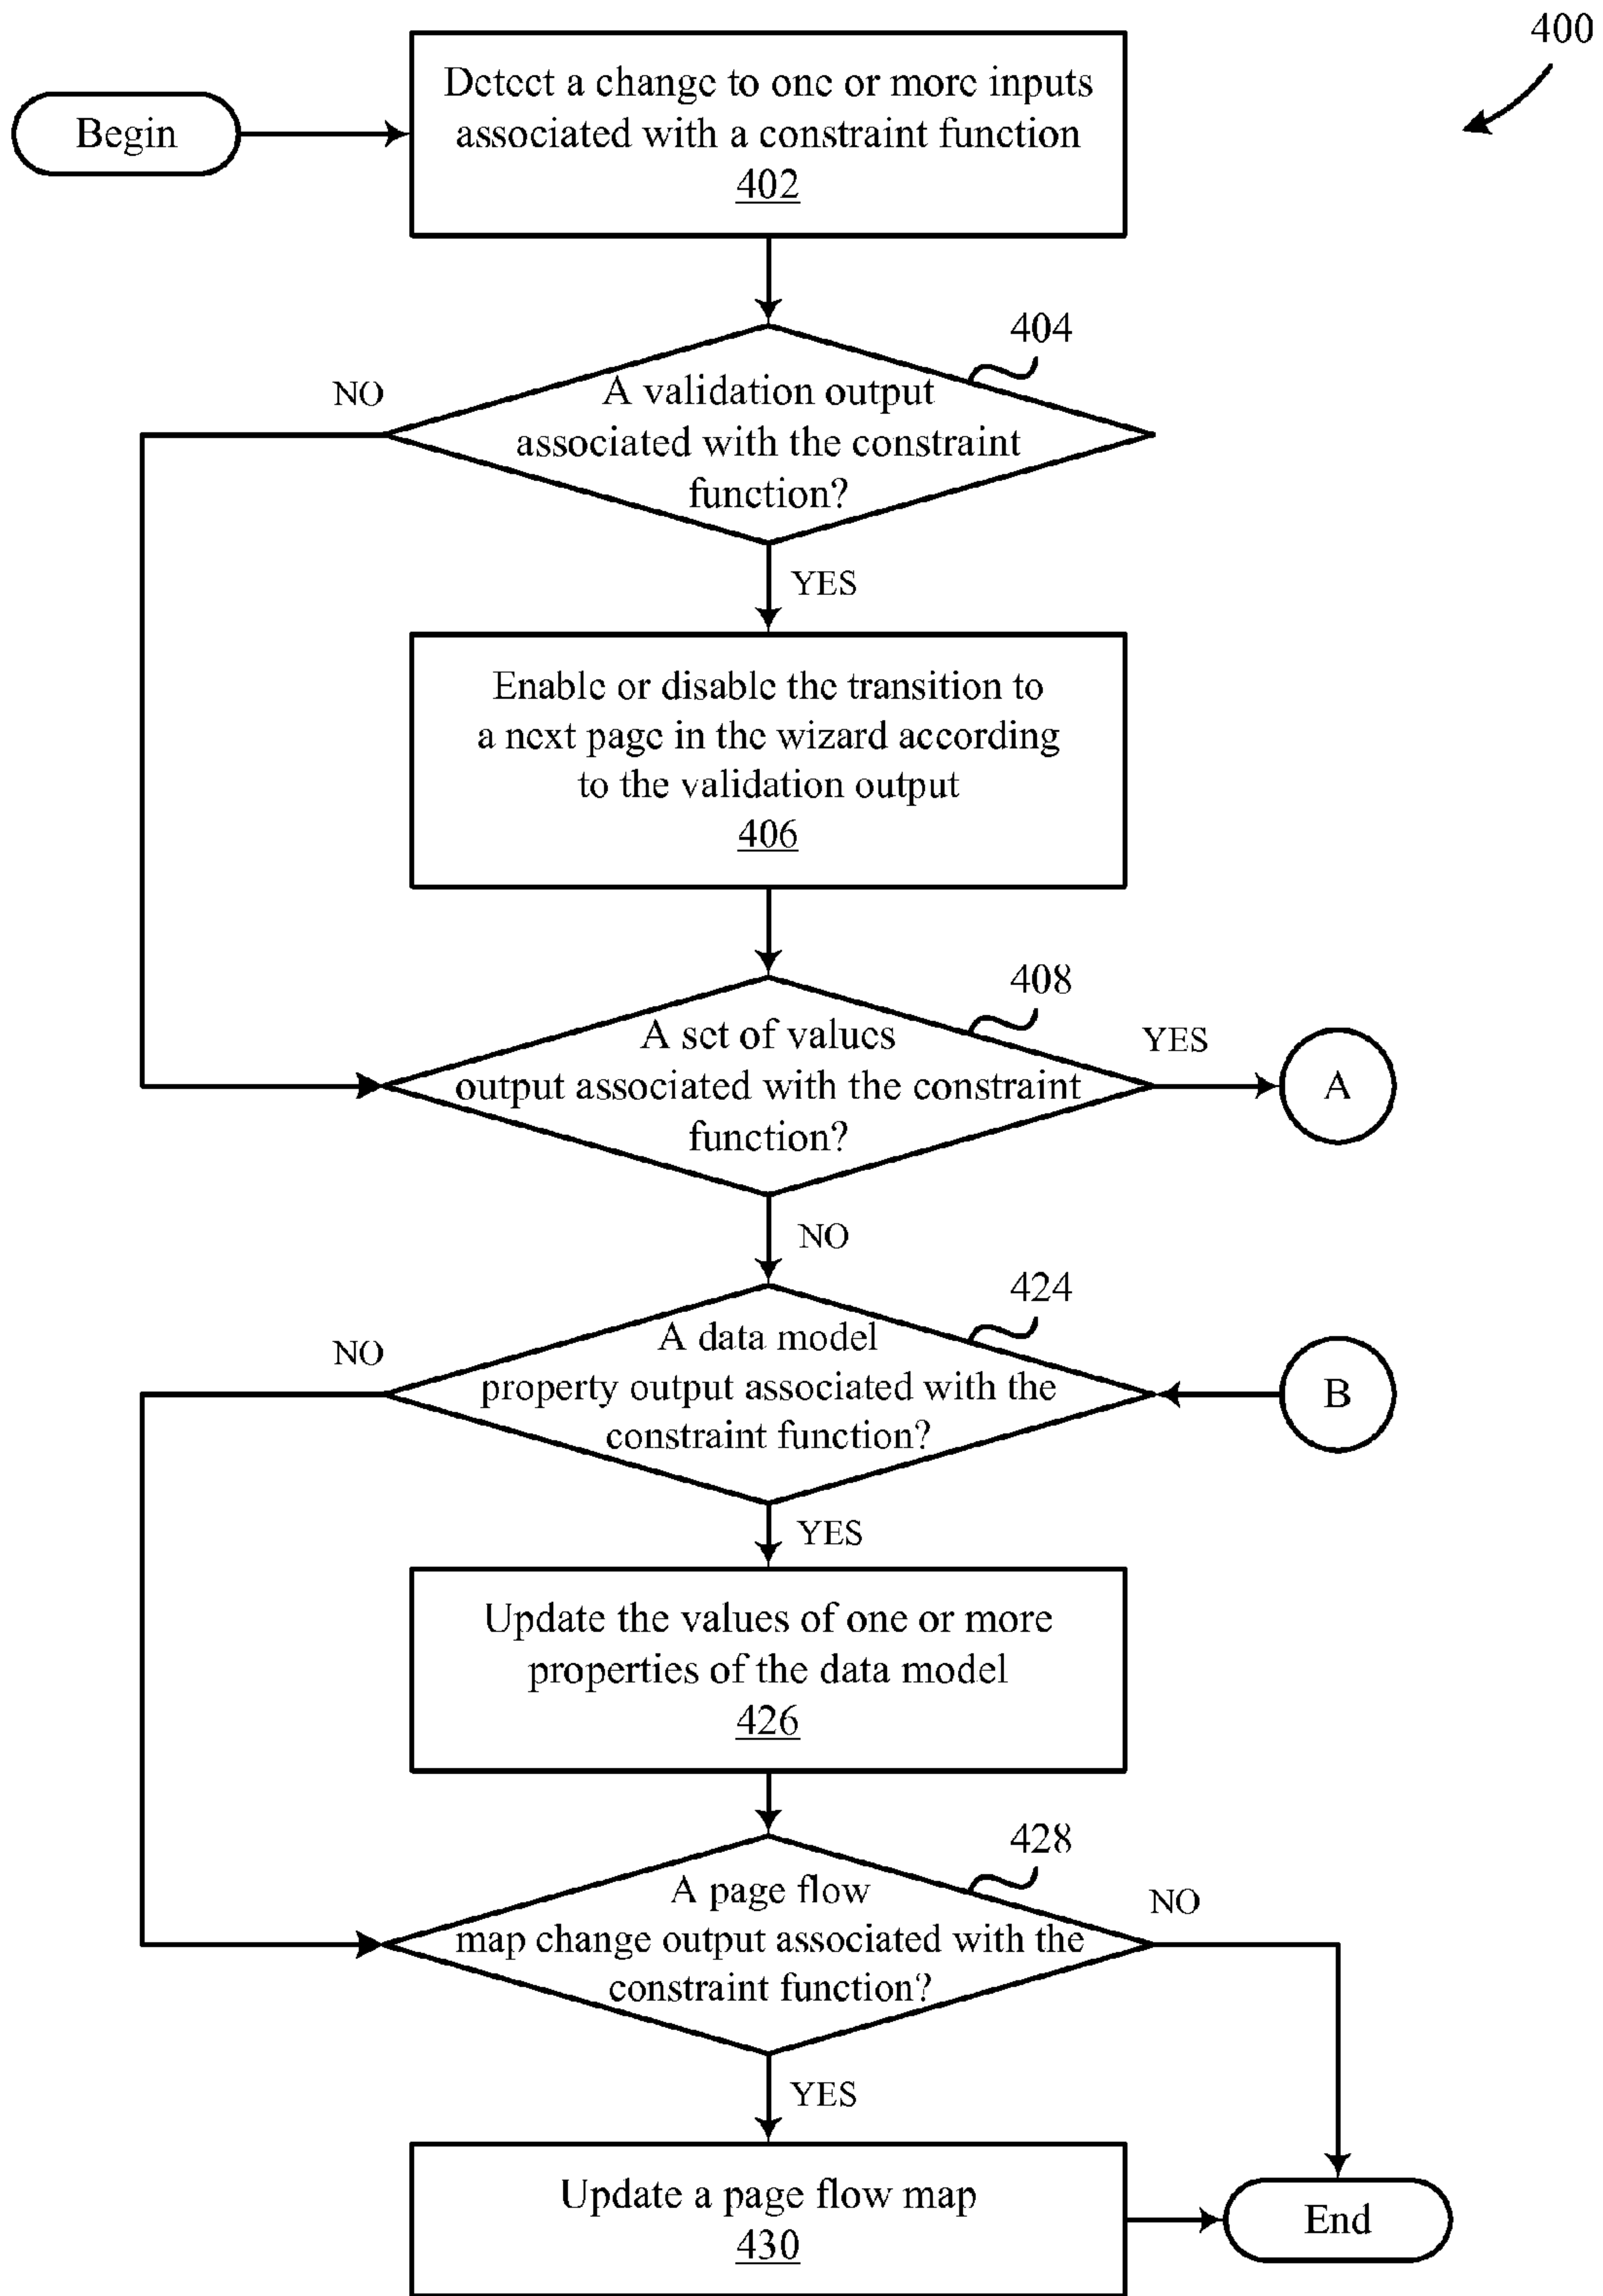 400
Begin
Detect a change to one or more inputs
associated with a constraint function
402
404
NO
A validation output
associated with the constraint
function?
YES
Enable or disable the transition to
a next page in the wizard according
to the validation output
406
408
A set of values
output associated with the constraint
function?
YES
A
NO
424
NO
A data model
property output associated with the
constraint function?
B
YES
Update the values of one or more
properties of the data model
426
428
A page flow
map change output associated with the
constraint function?
NO
YES
Update a page flow map
430
End